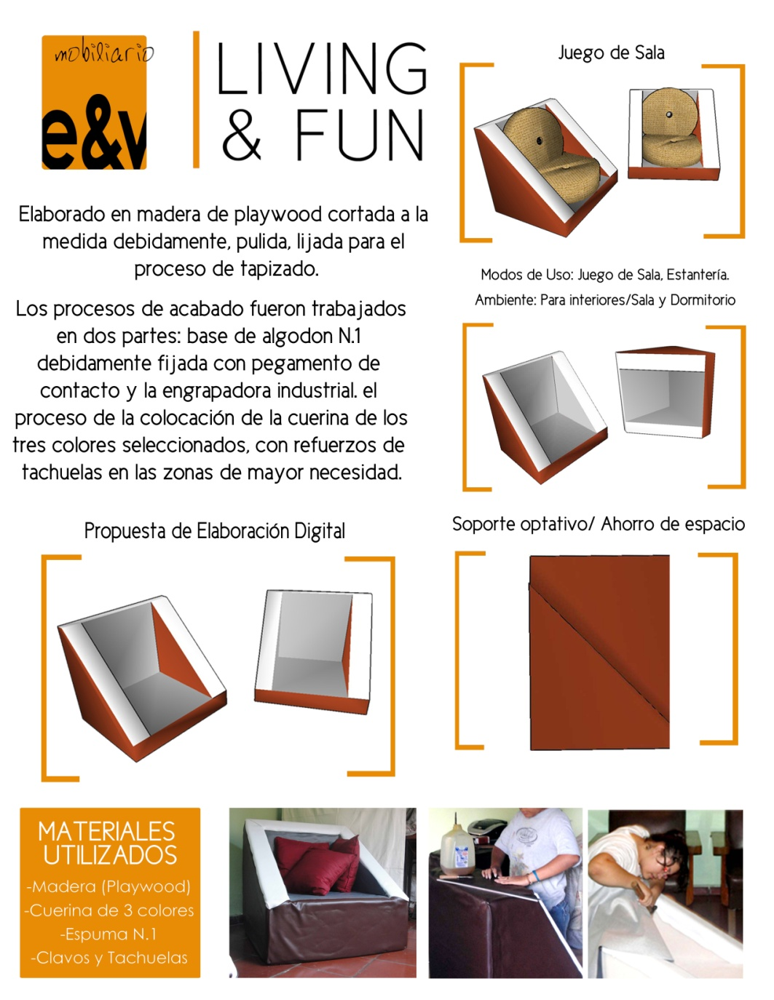 mobiliario
e&v
LIVING
& FUN
Elaborado en madera de playwood cortada a la
medida debidamente, pulida, lijada para el
proceso de tapizado.
Los procesos de acabado fueron trabajados
en dos partes: base de algodon N.1
debidamente fijada con pegamento de
contacto y la engrapadora industrial. el
proceso de la colocación de la cuerina de los
tres colores seleccionados, con refuerzos de
tachuelas en las zonas de mayor necesidad.
Juego de Sala
Modos de Uso: Juego de Sala, Estantería.
Ambiente: Para interiores/Sala y Dormitorio
Propuesta de Elaboración Digital
Soporte optativo/ Ahorro de espacio
MATERIALES
UTILIZADOS
-Madera (Playwood)
-Cuerina de 3 colores
-Espuma N.1
-Clavos y Tachuelas